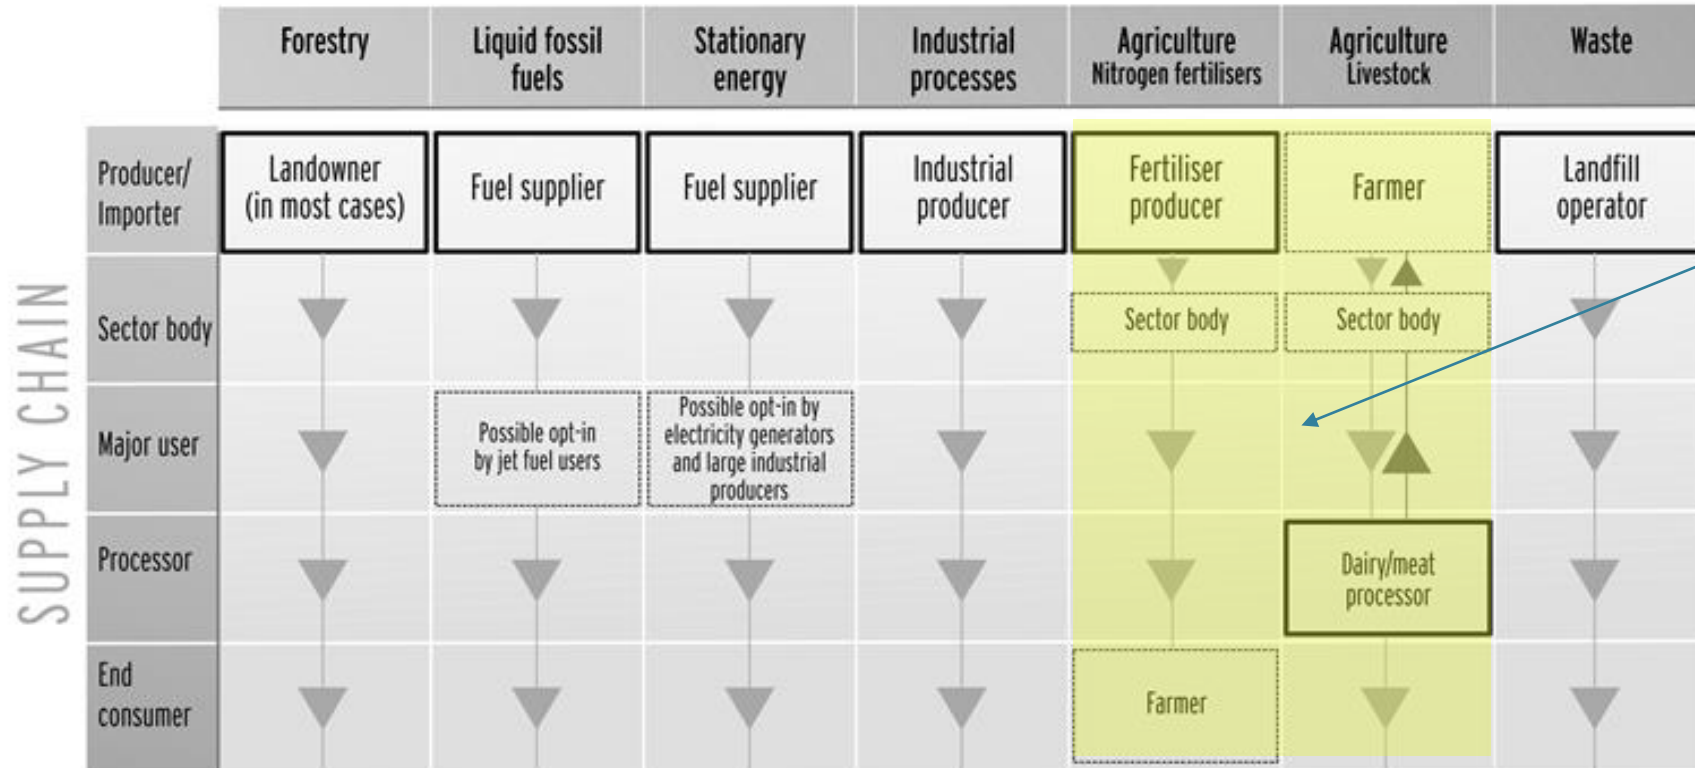 Forestry
Liquid fossil
fuels
Stationary
energy
Industrial
processes
Agriculture
Nitrogen fertilisers
Agriculture
Livestock
Waste
SUPPLY CHAIN
Producer/
Importer
Landowner
(in most cases)
Fuel supplier
Fuel supplier
Industrial
producer
Fertiliser
producer
Farmer
Landfill
operator
Sector body
Sector body
Sector body
Major user
Possible opt-in
by jet fuel users
Possible opt-in by
electricity generators
and large industrial
producers
Processor
Dairy/meat
processor
End
consumer
Farmer